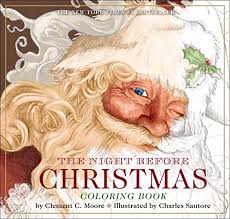 THE NEW YORK TIMES BESTSELLER
THE NIGHT BEFORE
CHRISTMAS
COLORING BOOK
by Clement C. Moore • Illustrated by Charles Santore